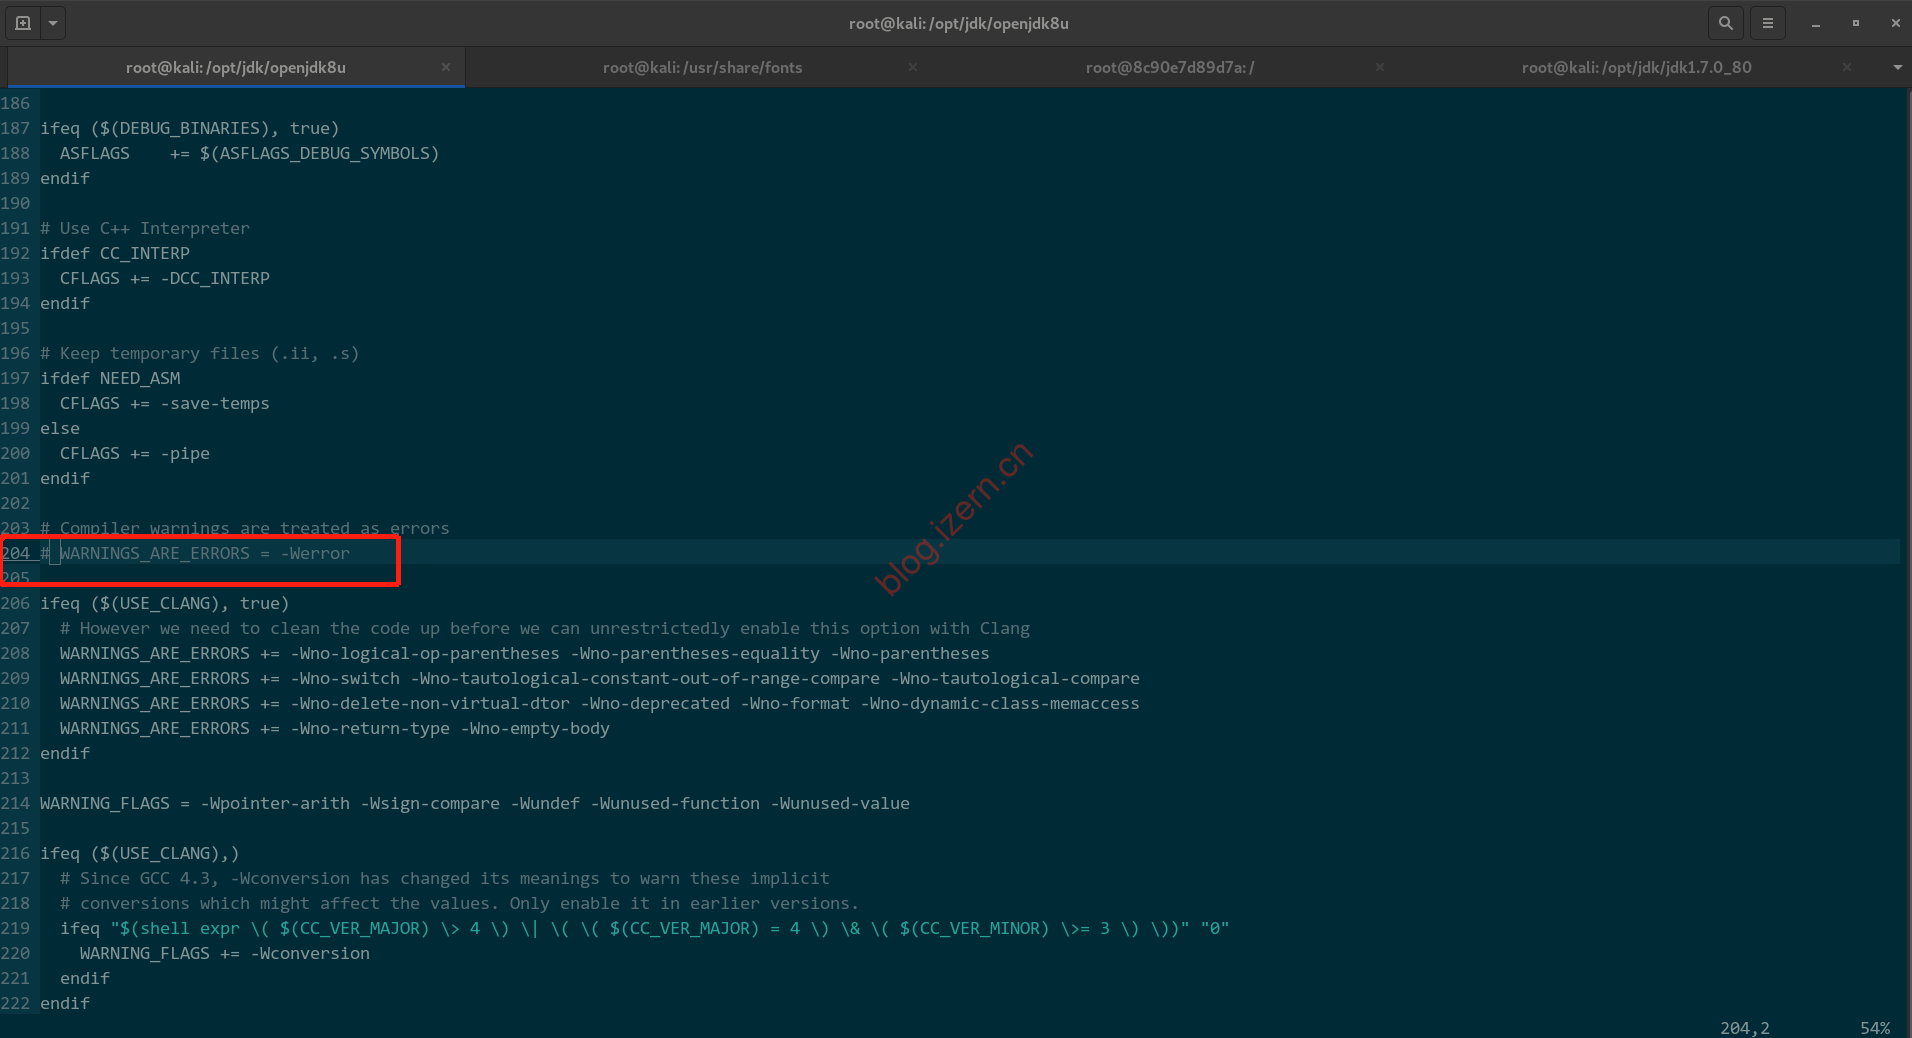 root@kali: /opt/jdk/openjdk8u
root@kali: /opt/jdk/openjdk8u
root@kali: /usr/share/fonts
root@8c90e7d89d7a: /
root@kali: /opt/jdk/jdk1.7.0_80
186
187 ifeq ($(DEBUG_BINARIES), true)
188   ASFLAGS    += $(ASFLAGS_DEBUG_SYMBOLS)
189 endif
190
191 # Use C++ Interpreter
192 ifdef CC_INTERP
193   CFLAGS += -DCC_INTERP
194 endif
195
196 # Keep temporary files (.ii, .s)
197 ifdef NEED_ASM
198   CFLAGS += -save-temps
199 else
200   CFLAGS += -pipe
201 endif
202
203 # Compiler warnings are treated as errors
204 # WARNINGS_ARE_ERRORS = -Werror
205
206 ifeq ($(USE_CLANG), true)
207   # However we need to clean the code up before we can unrestrictedly enable this option with Clang
208   WARNINGS_ARE_ERRORS += -Wno-logical-op-parentheses -Wno-parentheses-equality -Wno-parentheses
209   WARNINGS_ARE_ERRORS += -Wno-switch -Wno-tautological-constant-out-of-range-compare -Wno-tautological-compare
210   WARNINGS_ARE_ERRORS += -Wno-delete-non-virtual-dtor -Wno-deprecated -Wno-format -Wno-dynamic-class-memaccess
211   WARNINGS_ARE_ERRORS += -Wno-return-type -Wno-empty-body
212 endif
213
214 WARNING_FLAGS = -Wpointer-arith -Wsign-compare -Wundef -Wunused-function -Wunused-value
215
216 ifeq ($(USE_CLANG),)
217   # Since GCC 4.3, -Wconversion has changed its meanings to warn these implicit
218   # conversions which might affect the values. Only enable it in earlier versions.
219   ifeq "$(shell expr \( $(CC_VER_MAJOR) \> 4 \) \| \( \( $(CC_VER_MAJOR) = 4 \) \& \( $(CC_VER_MINOR) \>= 3 \) \))" "0"
220     WARNING_FLAGS += -Wconversion
221   endif
222 endif
204,2 54%
blog.izern.cn